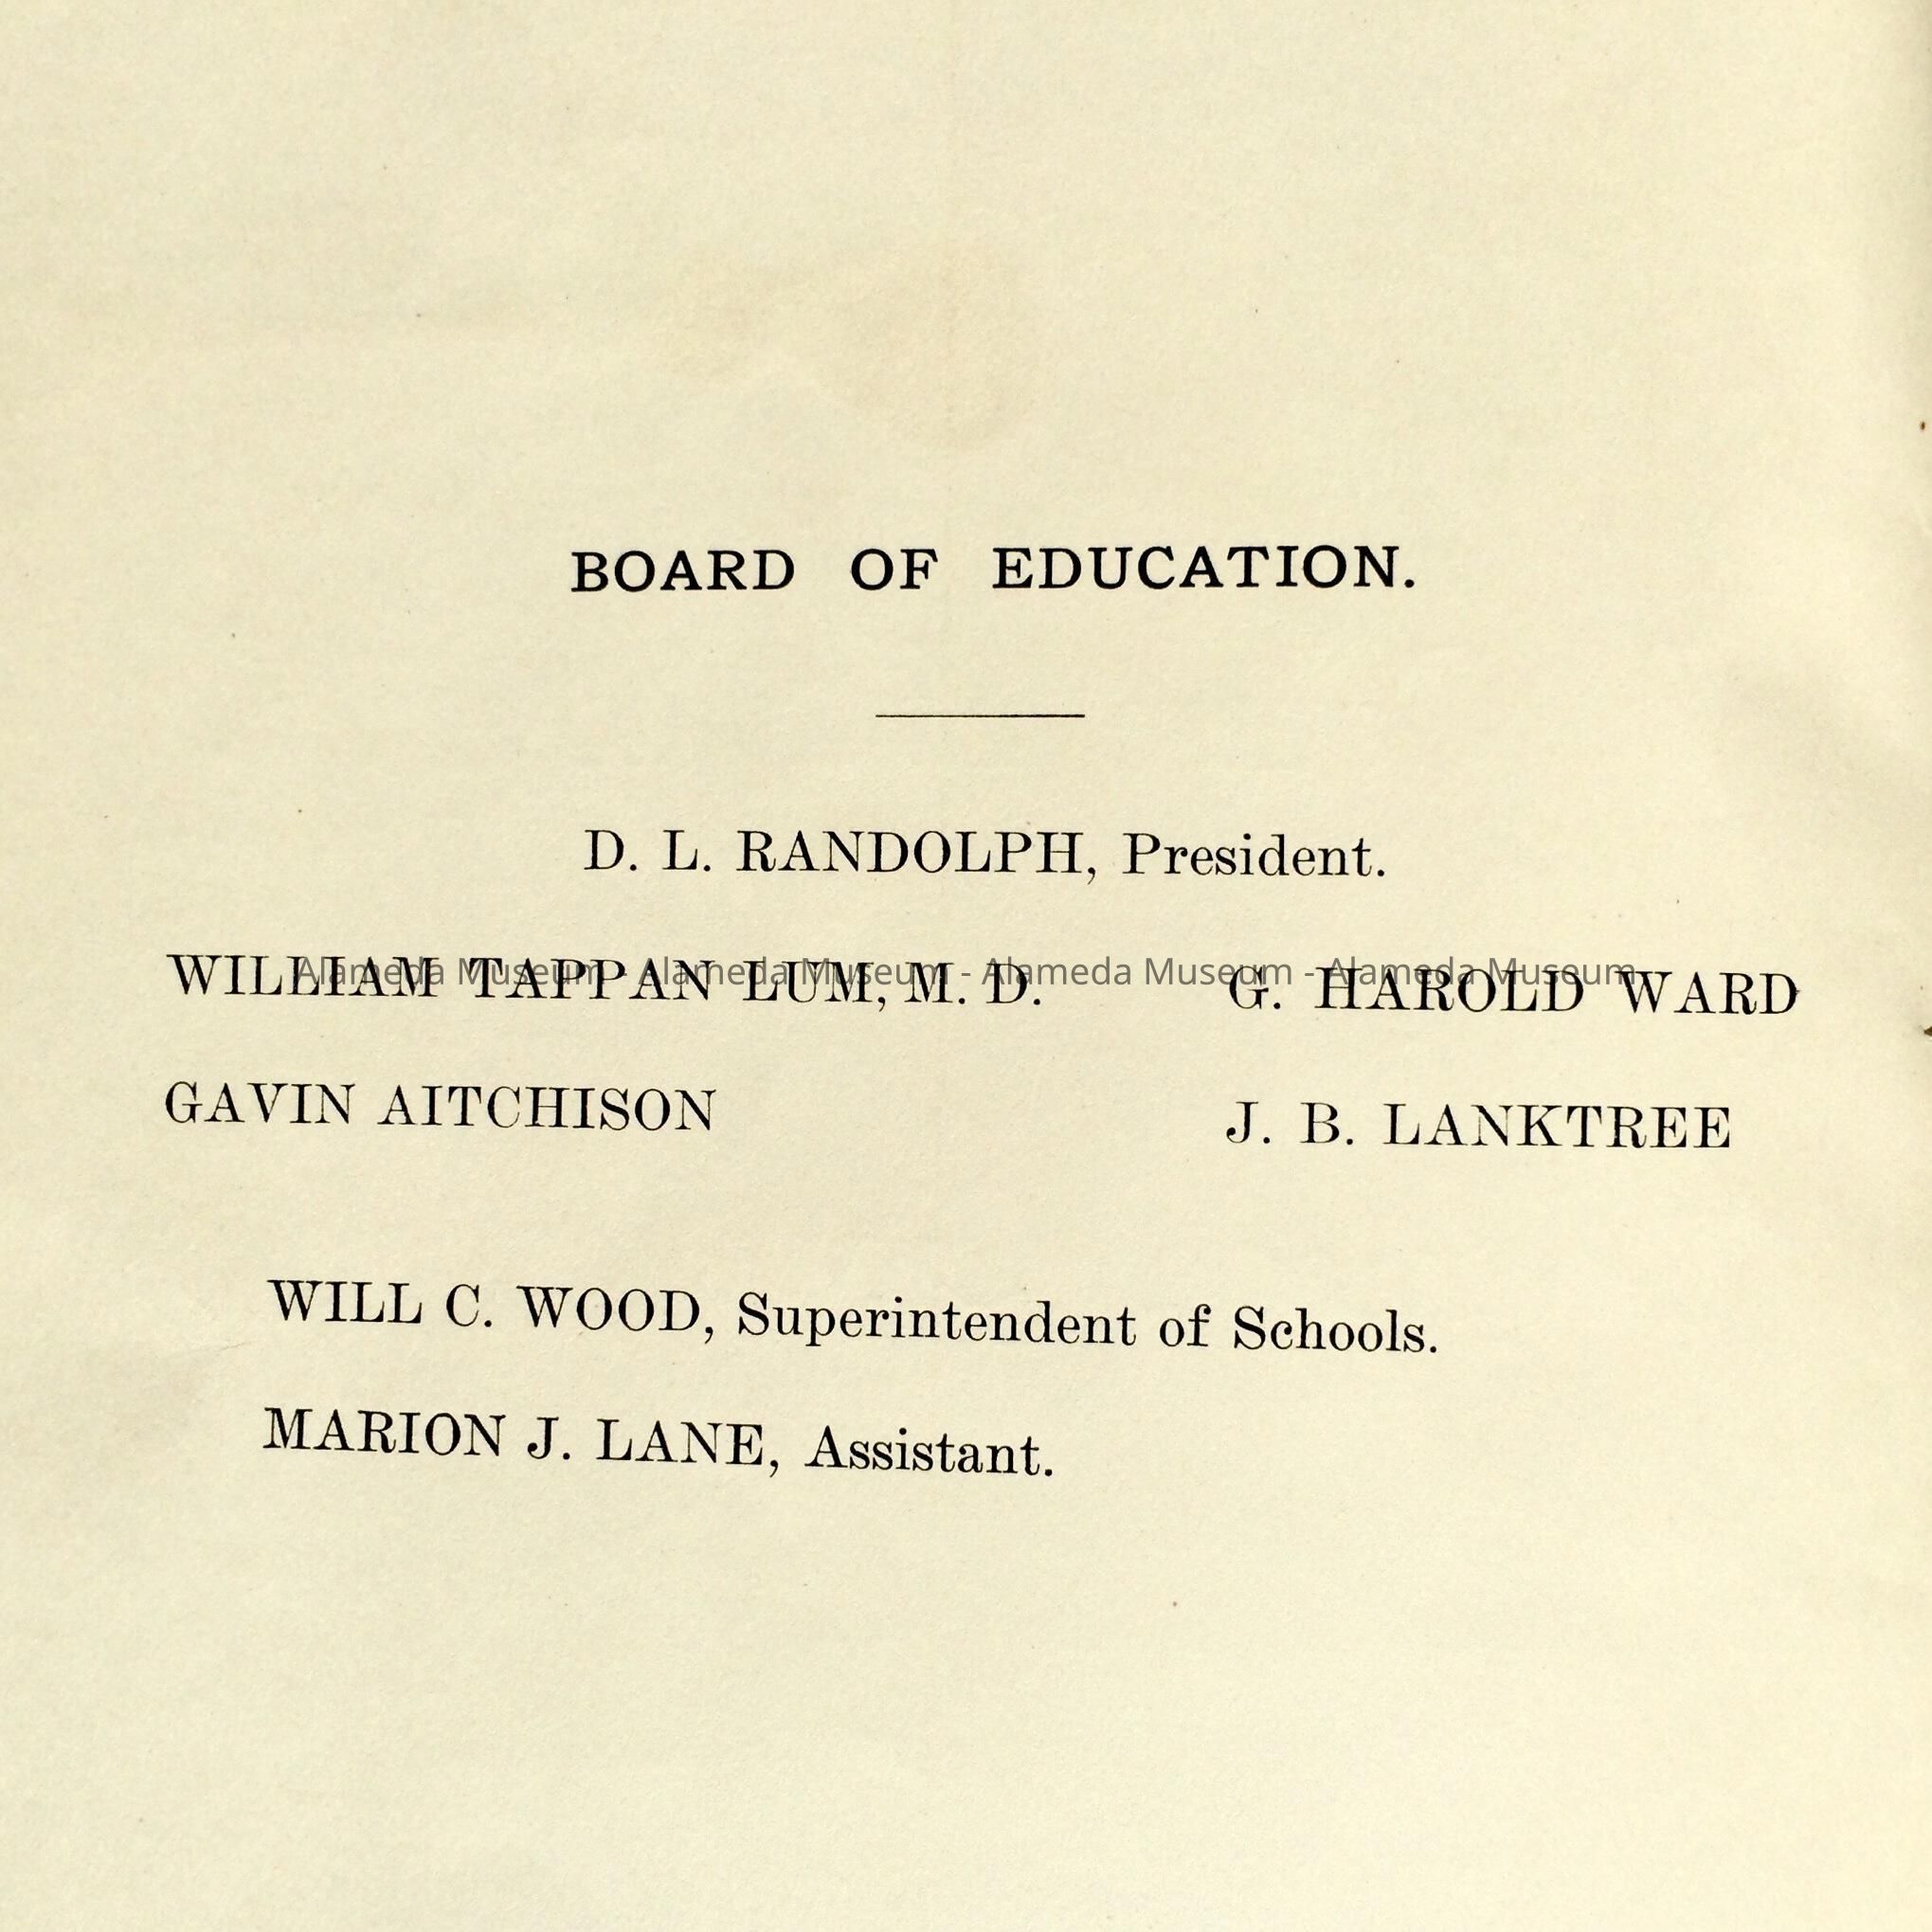 BOARD OF EDUCATION.
D. L. RANDOLPH, President.
WILLIAM TAPPAN LUM, M. D. G. HAROLD WARD
Alameda Museum - Alameda Museum - Alameda Museum - Alameda Museum
GAVIN AITCHISON J. B. LANKTREE
WILL C. WOOD, Superintendent of Schools.
MARION J. LANE, Assistant.